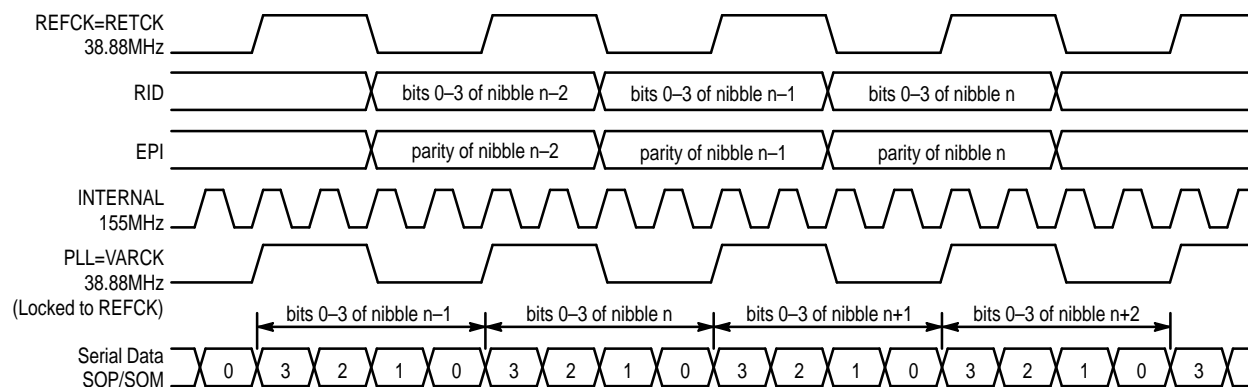 REFCK=RETCK
38.88MHz
RID
bits 0–3 of nibble n–2
bits 0–3 of nibble n–1
bits 0–3 of nibble n
EPI
parity of nibble n–2
parity of nibble n–1
parity of nibble n
INTERNAL
155MHz
PLL=VARCK
38.88MHz
(Locked to REFCK)
bits 0–3 of nibble n–1
bits 0–3 of nibble n
bits 0–3 of nibble n+1
bits 0–3 of nibble n+2
Serial Data
SOP/SOM
0 3 2 1 0 3 2 1 0 3 2 1 0 3 2 1 0 3